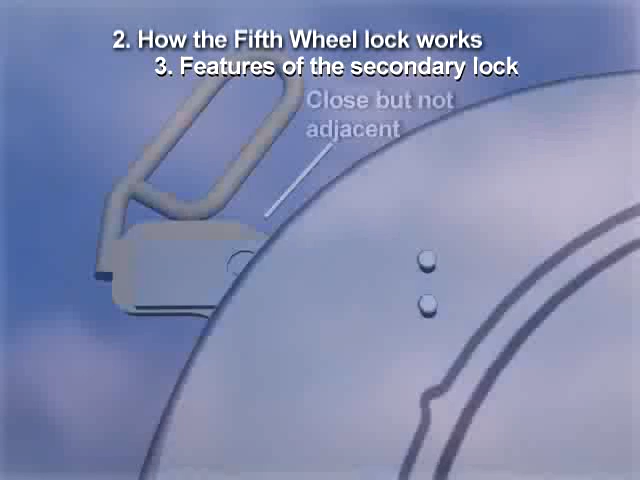 2. How the Fifth Wheel lock works
3. Features of the secondary lock
Close but not
adjacent